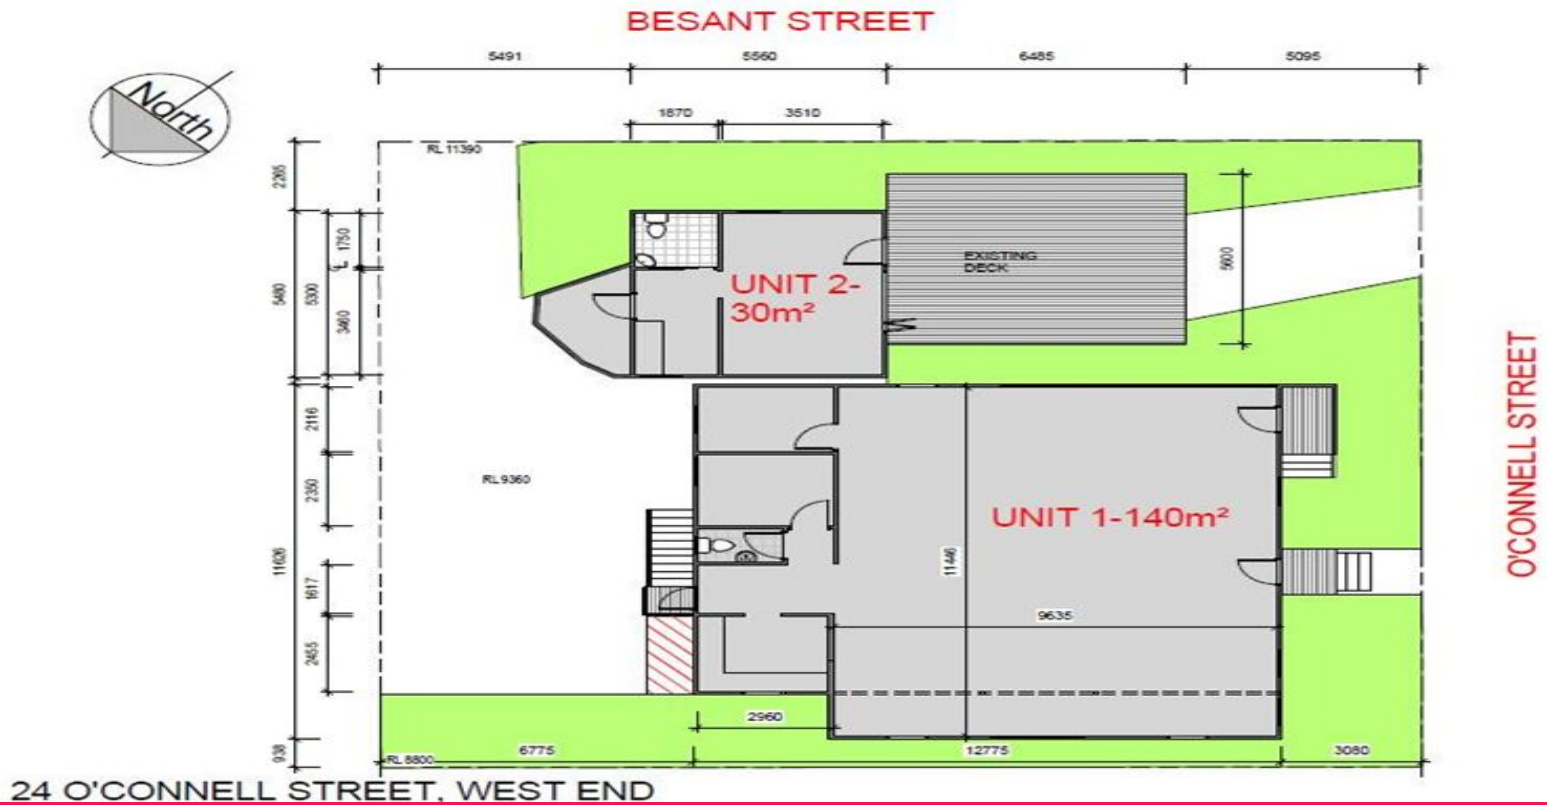 BESANT STREET
5491
5560
6485
5095
North
1870
3510
RL 11390
2265
5480
5300
1750
3460
UNIT 2-
30m²
EXISTING
DECK
5600
O'CONNELL STREET
2116
2350
RL 9360
UNIT 1-140m²
11626
1617
11446
9635
2455
2960
938
RL 8800
6775
12775
3080
24 O'CONNELL STREET, WEST END